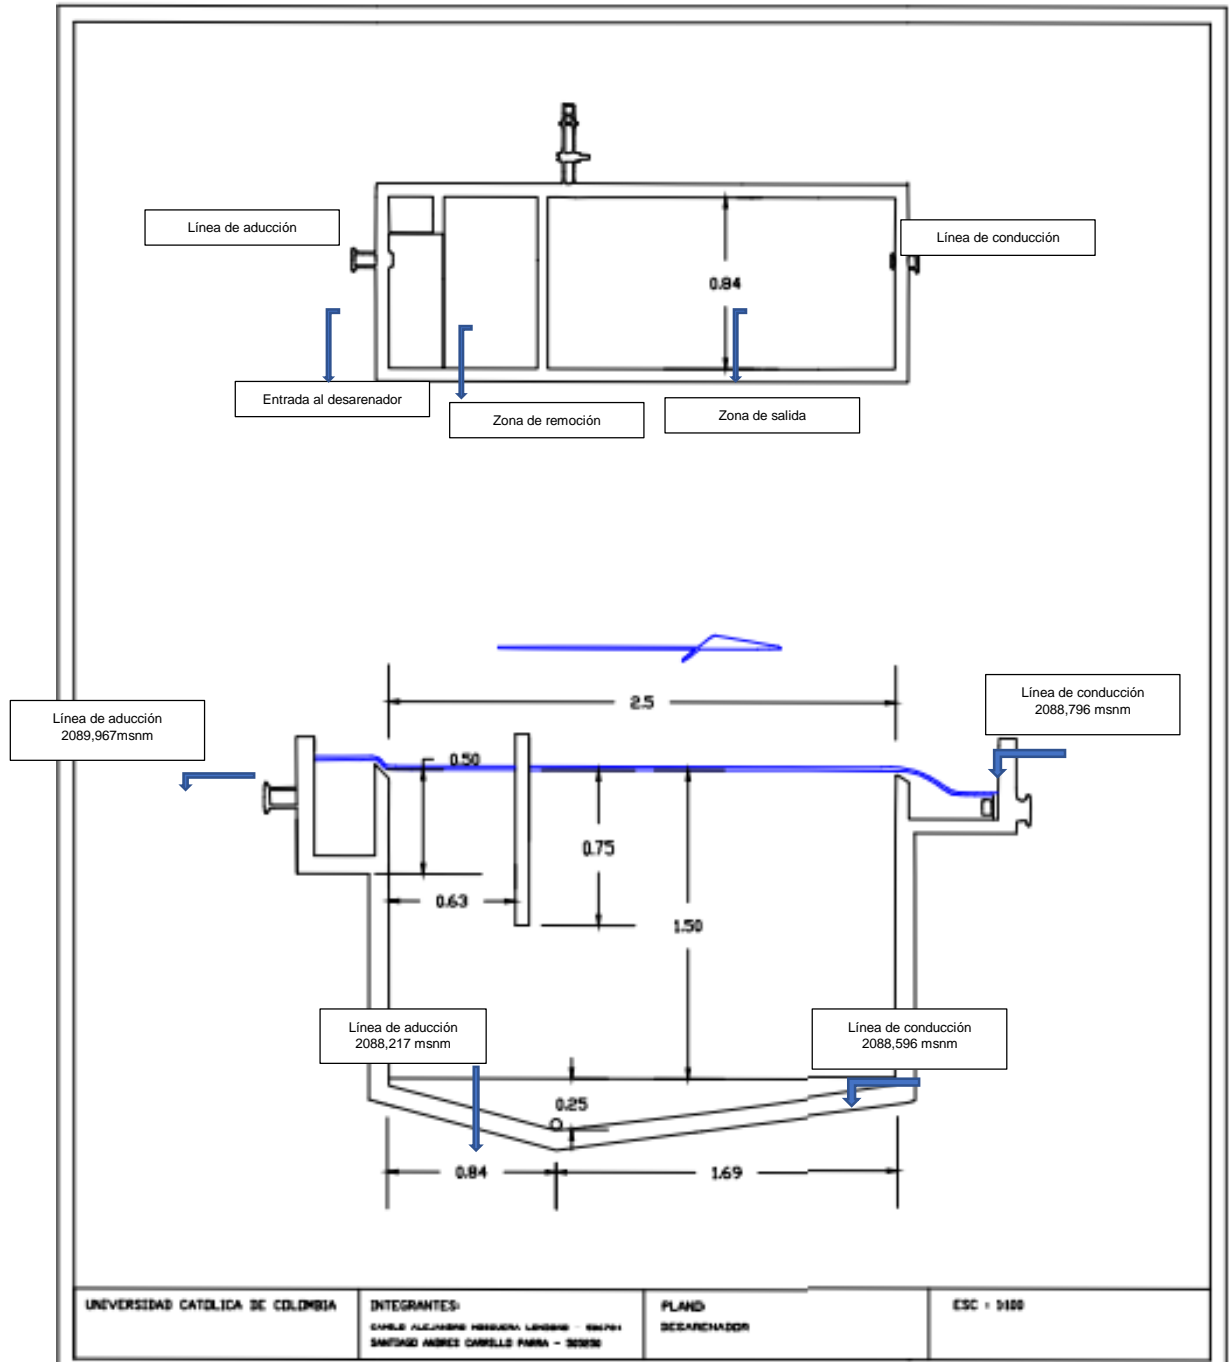 Línea de aducción
Línea de conducción
0.84
Entrada al desarenador
Zona de remoción
Zona de salida
2.5
Línea de conducción
2088,796 msnm
Línea de aducción
2089,967msnm
0.50
0.75
0.63
1.50
Línea de aducción
2088,217 msnm
Línea de conducción
2088,596 msnm
0.25
0.84
1.69
UNIVERSIDAD CATOLICA DE COLOMBIA
INTEGRANTES:
CAMILO ALEJANDRO
SANTIAGO ANDRES CARRILLO PARRA -
PLANO:
DESARENADOR
ESC :